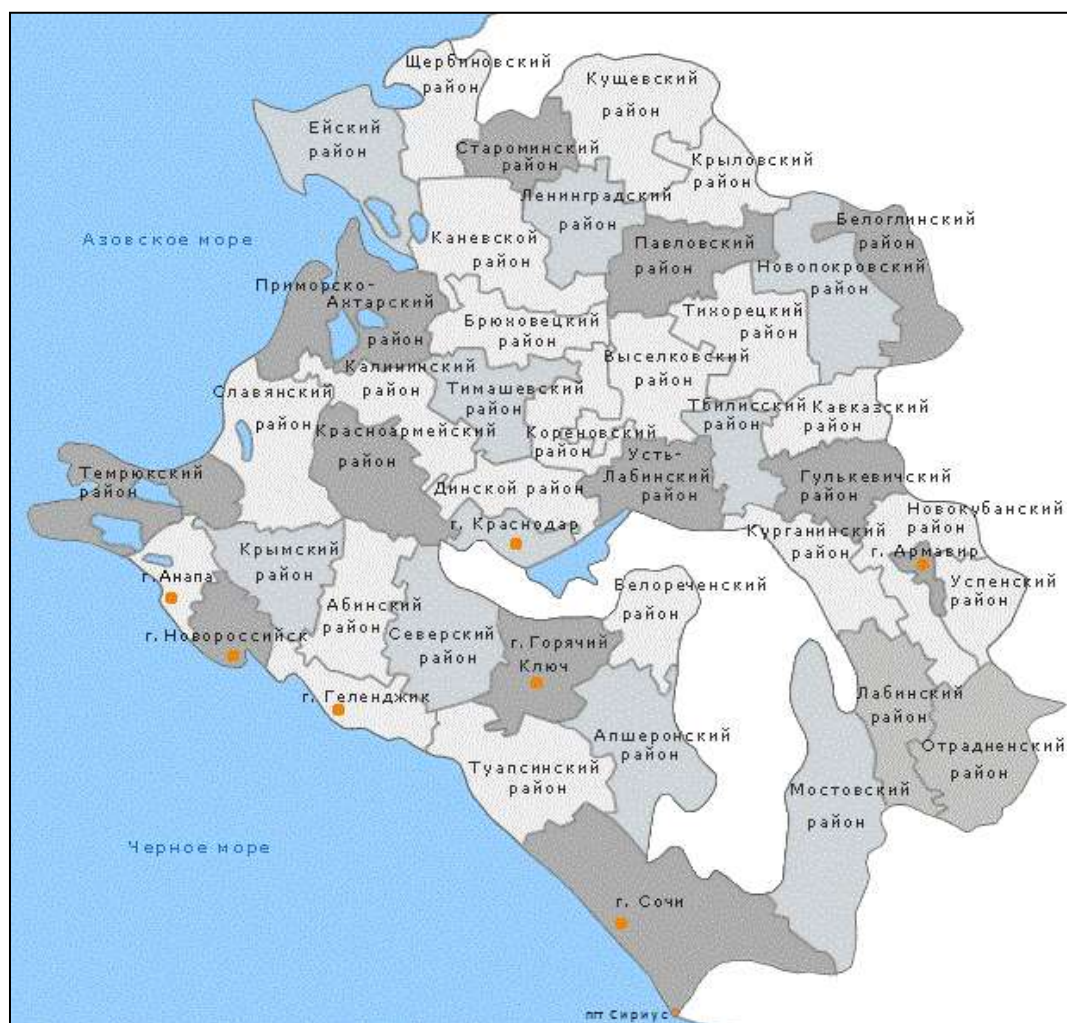 Щербиновский
район
Кущевский
район
Ейский
район
Староминский
район
Крыловский
район
Ленинградский
район
Белоглинский
район
Азовское море
Каневской
район
Павловский
район
Новопокровский
район
Приморско-
Ахтарский
район
Брюховецкий
район
Тихорецкий
район
Выселковский
район
Калининский
район
Тимашевский
район
Славянский
район
Тбилисский
район
Кавказский
район
Красноармейский
район
Кореновский
район
Усть-
Лабинский
район
Темрюкский
район
Динской район
Гулькевичский
район
Новокубанский
район
г. Краснодар
Курганинский
район
г. Армавир
Крымский
район
г. Анапа
Успенский
район
Белореченский
район
Абинский
район
Северский
район
г. Новороссийск
г. Горячий
Ключ
г. Геленджик
Лабинский
район
Апшеронский
район
Отрадненский
район
Туапсинский
район
Мостовский
район
Черное море
г. Сочи
пгт Сириус